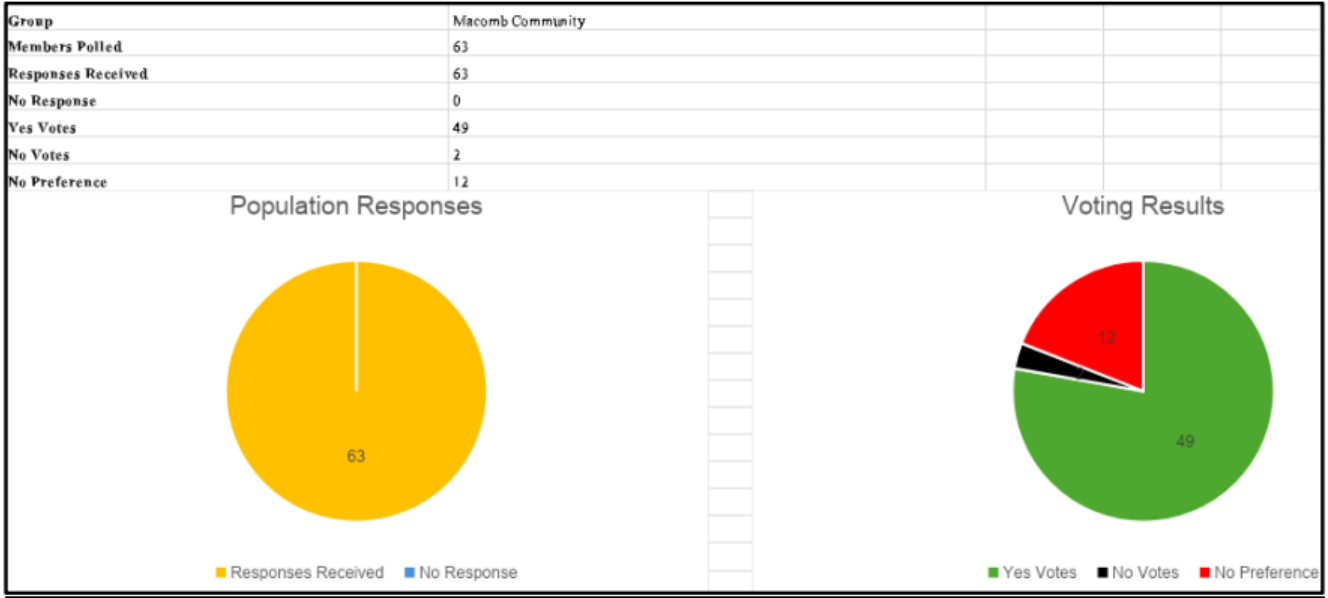 Group Macomb Community
Members Polled 63
Responses Received 63
No Response 0
Yes Votes 49
No Votes 2
No Preference 12
Population Responses
Voting Results
12
2
49
63
Responses Received No Response
Yes Votes No Votes No Preference